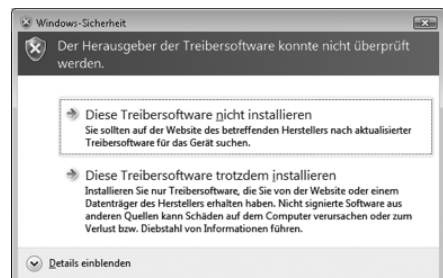 Windows-Sicherheit
Der Herausgeber der Treibersoftware konnte nicht überprüft
werden.
Diese Treibersoftware nicht installieren
Sie sollten auf der Website des betreffenden Herstellers nach aktualisierter
Treibersoftware für das Gerät suchen.
Diese Treibersoftware trotzdem installieren
Installieren Sie nur Treibersoftware, die Sie von der Website oder einem
Datenträger des Herstellers erhalten haben. Nicht signierte Software aus
anderen Quellen kann Schäden auf dem Computer verursachen oder zum
Verlust bzw. Diebstahl von Informationen führen.
Details einblenden